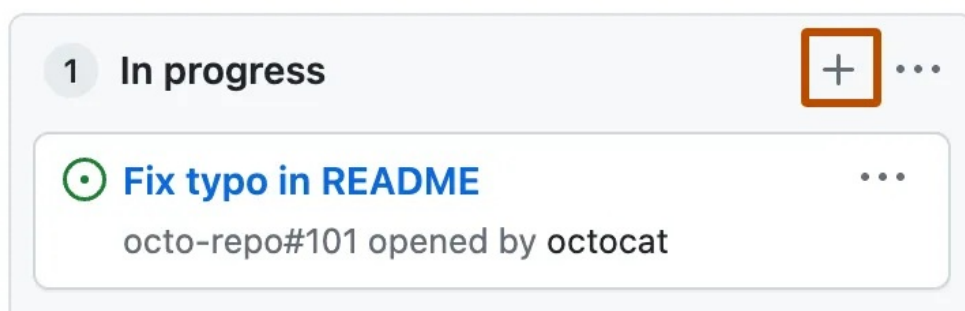 1 In progress
Fix typo in README
octo-repo#101 opened by octocat